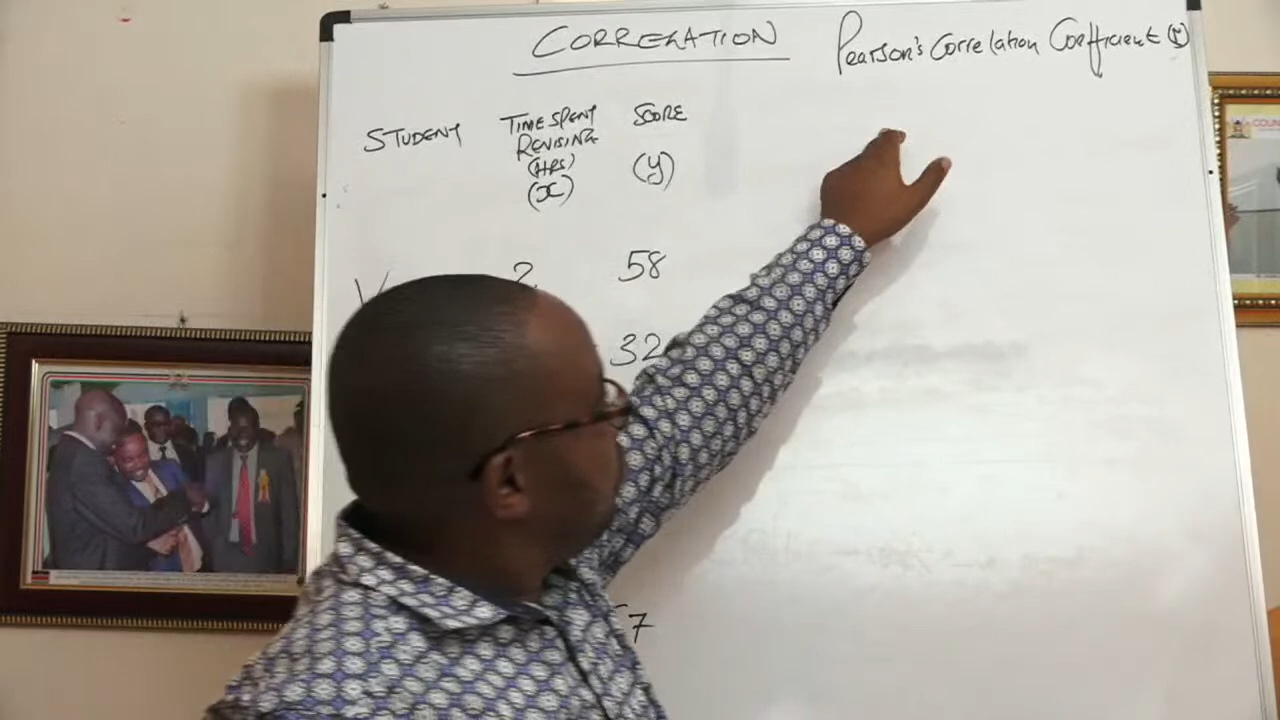 CORRELATION
Pearson's Correlation Coefficient (r)
STUDENT
TIME SPENT
REVISING
(HRS)
(x)
SCORE
(y)
2
58
32
7